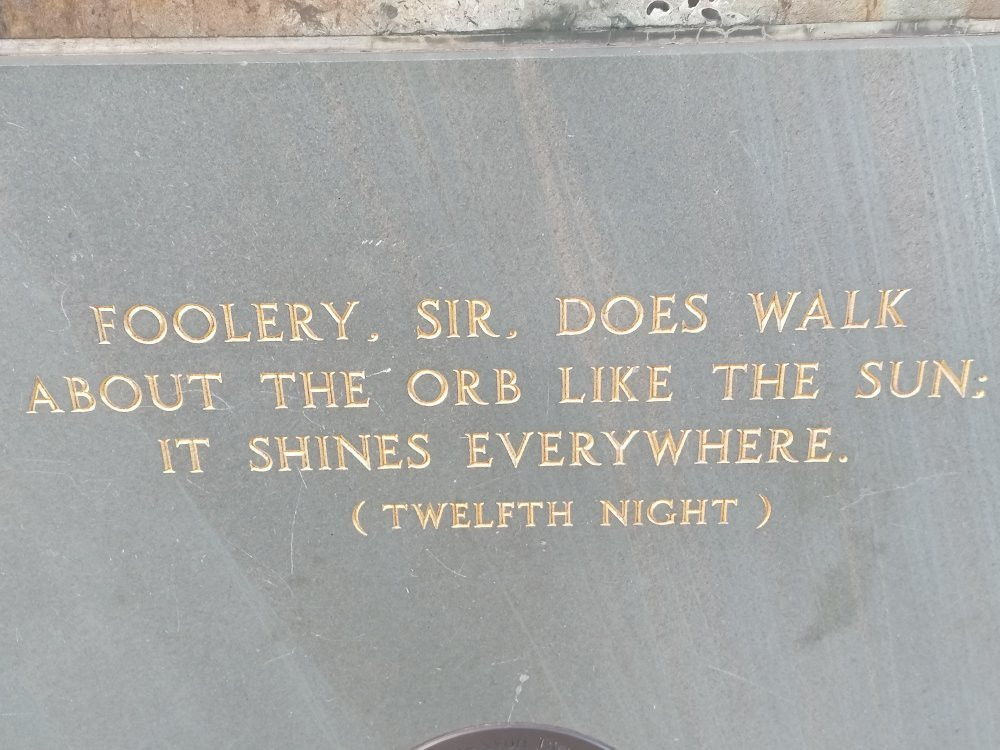 FOOLERY, SIR, DOES WALK
ABOUT THE ORB LIKE THE SUN;
IT SHINES EVERYWHERE.
(TWELFTH NIGHT)